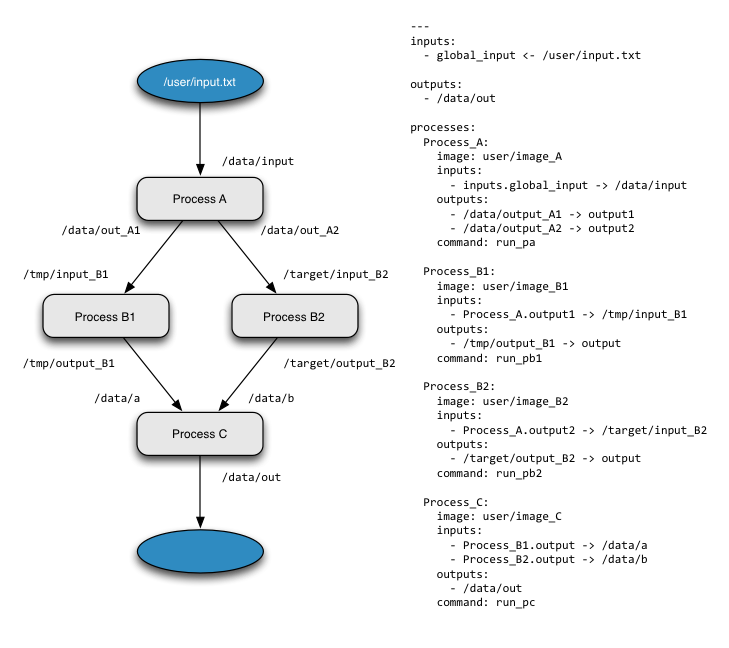 /user/input.txt
/data/input
Process A
/data/out_A1
/data/out_A2
/tmp/input_B1
/target/input_B2
Process B1
Process B2
/tmp/output_B1
/target/output_B2
/data/a
/data/b
Process C
/data/out
---
inputs:
  - global_input <- /user/input.txt

outputs:
  - /data/out

processes:
  Process_A:
    image: user/image_A
    inputs:
      - inputs.global_input -> /data/input
    outputs:
      - /data/output_A1 -> output1
      - /data/output_A2 -> output2
    command: run_pa

  Process_B1:
    image: user/image_B1
    inputs:
      - Process_A.output1 -> /tmp/input_B1
    outputs:
      - /tmp/output_B1 -> output
    command: run_pb1

  Process_B2:
    image: user/image_B2
    inputs:
      - Process_A.output2 -> /target/input_B2
    outputs:
      - /target/output_B2 -> output
    command: run_pb2

  Process_C:
    image: user/image_C
    inputs:
      - Process_B1.output -> /data/a
      - Process_B2.output -> /data/b
    outputs:
      - /data/out
    command: run_pc